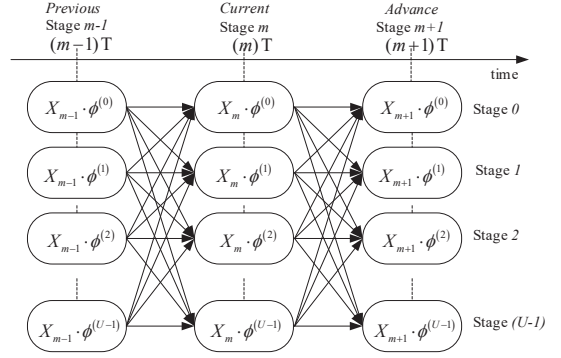 Previous Current Advance
Stage m-1 Stage m Stage m+1
(m−1)T (m)T (m+1)T
time
X_{m−1}·ϕ^{(0)} X_m·ϕ^{(0)} X_{m+1}·ϕ^{(0)} Stage 0
X_{m−1}·ϕ^{(1)} X_m·ϕ^{(1)} X_{m+1}·ϕ^{(1)} Stage 1
X_{m−1}·ϕ^{(2)} X_m·ϕ^{(2)} X_{m+1}·ϕ^{(2)} Stage 2
X_{m−1}·ϕ^{(U−1)} X_m·ϕ^{(U−1)} X_{m+1}·ϕ^{(U−1)} Stage (U-1)